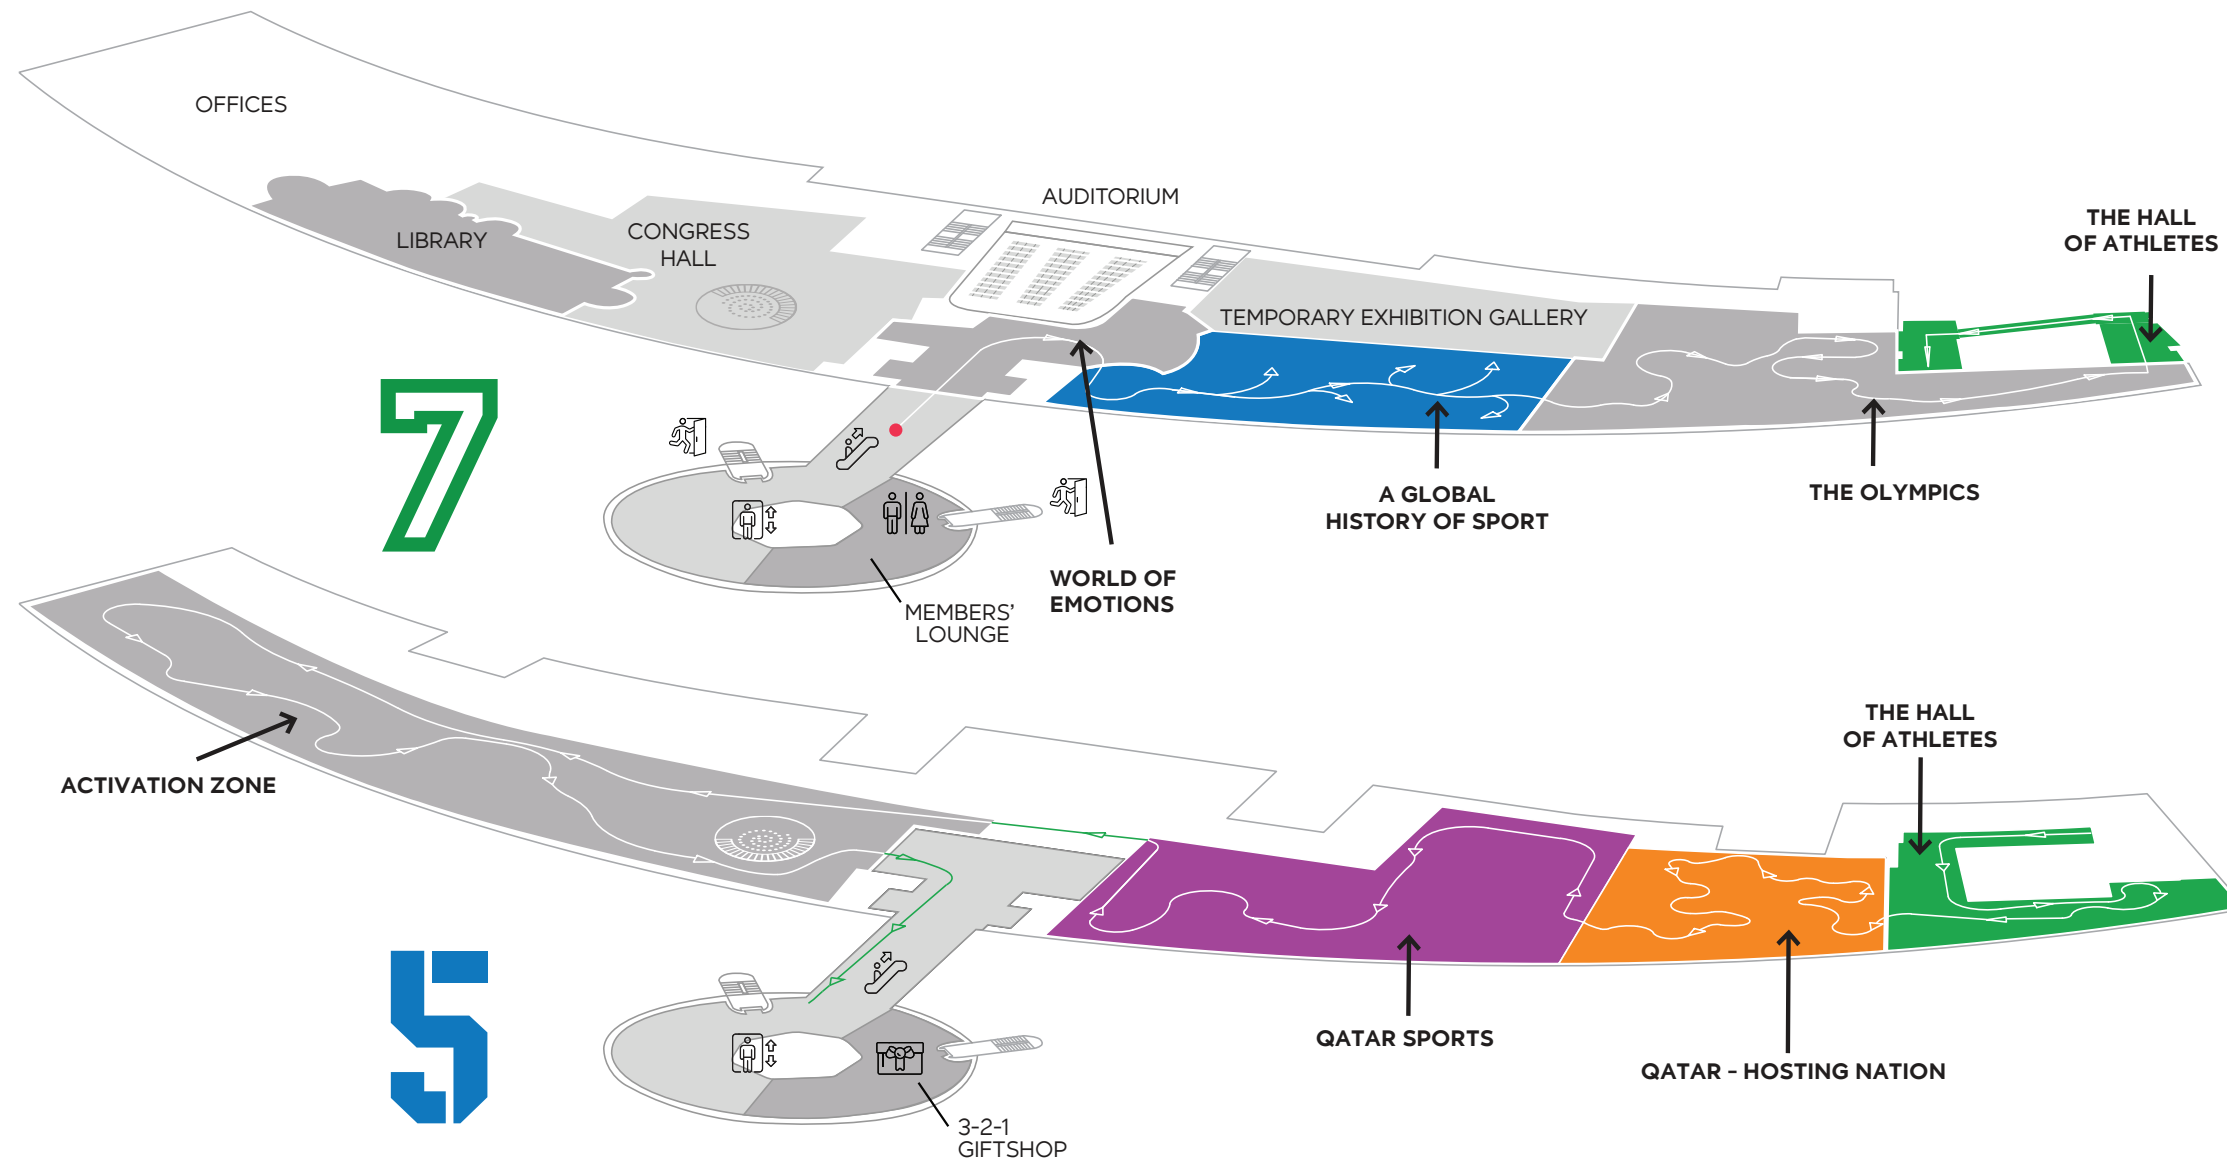 OFFICES
LIBRARY
CONGRESS
HALL
AUDITORIUM
TEMPORARY EXHIBITION GALLERY
THE HALL
OF ATHLETES
7
A GLOBAL
HISTORY OF SPORT
THE OLYMPICS
WORLD OF
EMOTIONS
MEMBERS'
LOUNGE
ACTIVATION ZONE
THE HALL
OF ATHLETES
5
QATAR SPORTS
QATAR - HOSTING NATION
3-2-1
GIFTSHOP